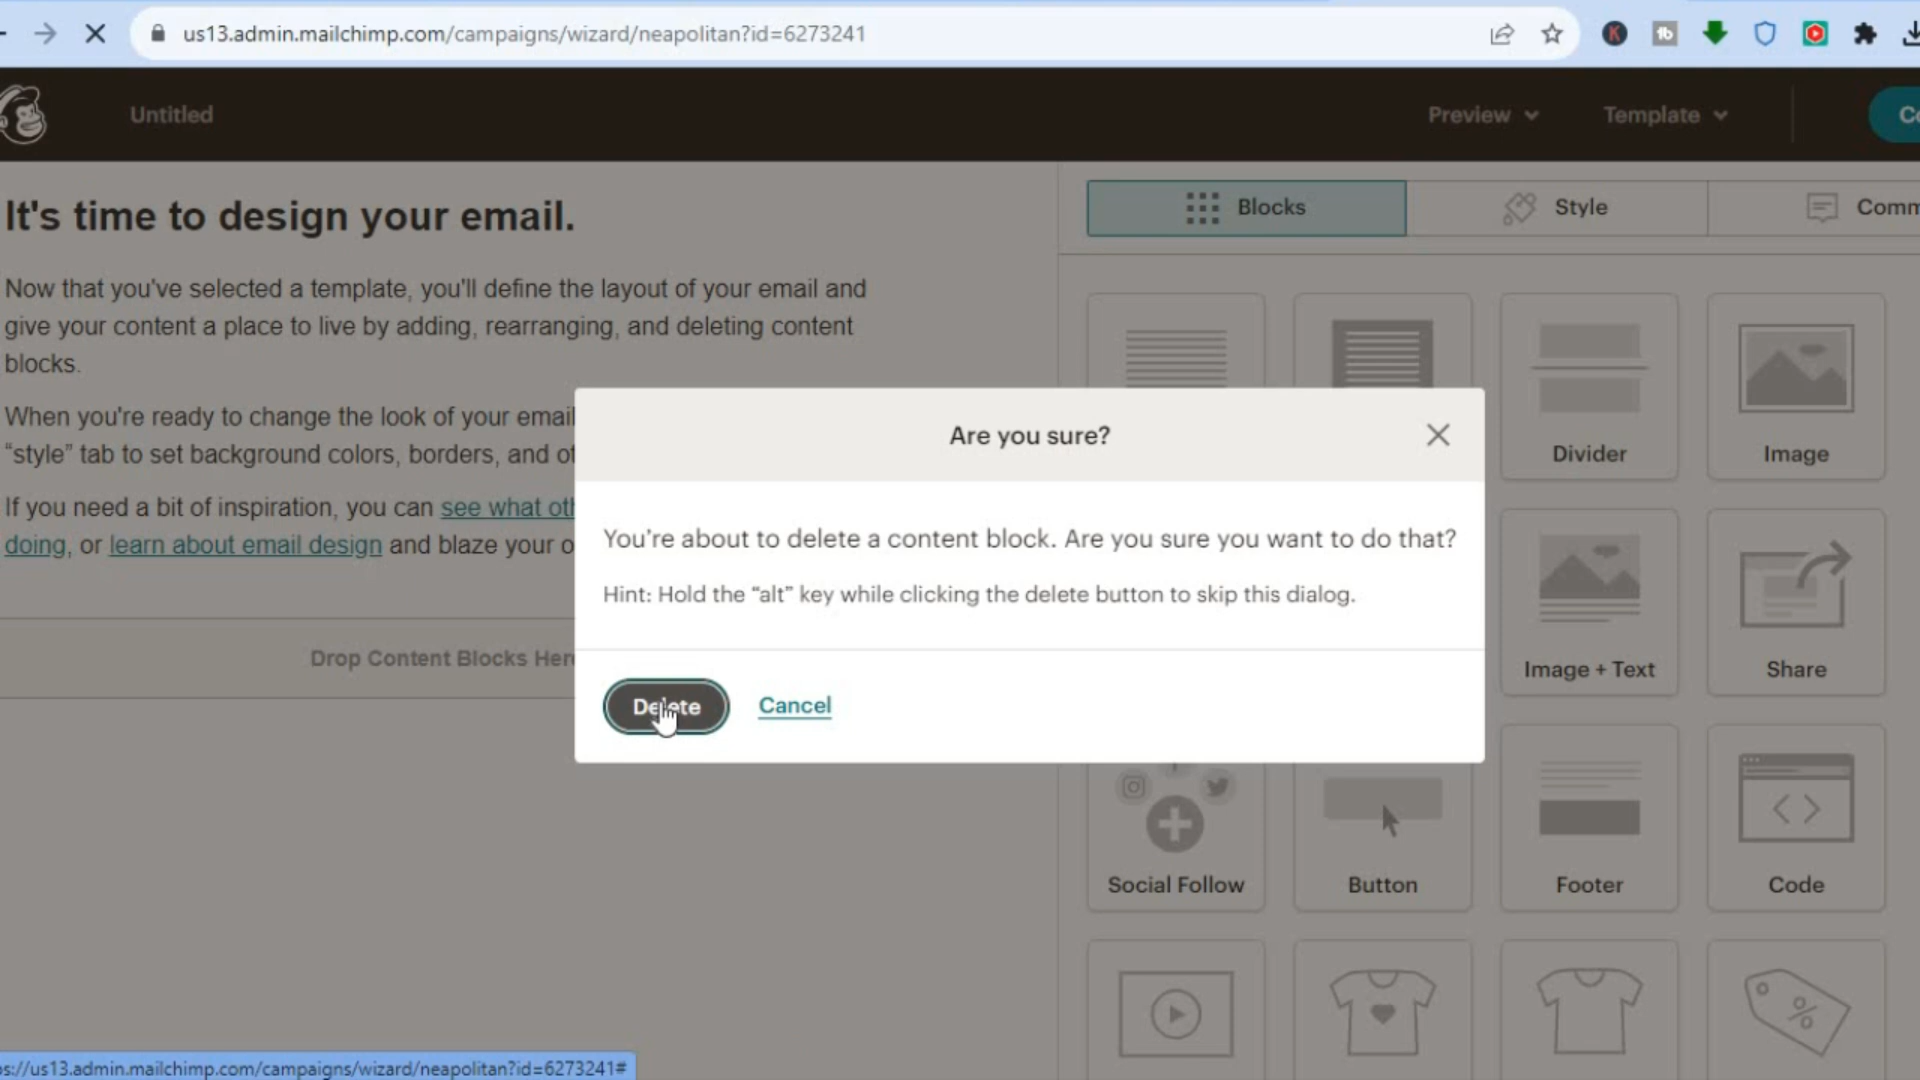 us13.admin.mailchimp.com/campaigns/wizard/neapolitan?id=6273241
Untitled
Preview
Template
Blocks
Style
It's time to design your email.
Now that you've selected a template, you'll define the layout of your email and
give your content a place to live by adding, rearranging, and deleting content
blocks.
When you're ready to change the look of your email
“style” tab to set background colors, borders, and
If you need a bit of inspiration, you can see what
doing, or learn about email design and blaze your
Drop Content Blocks Here
Divider
Image
Image + Text
Share
Social Follow
Button
Footer
Code
Are you sure?
You're about to delete a content block. Are you sure you want to do that?
Hint: Hold the “alt” key while clicking the delete button to skip this dialog.
Delete
Cancel
s://us13.admin.mailchimp.com/campaigns/wizard/neapolitan?id=6273241#